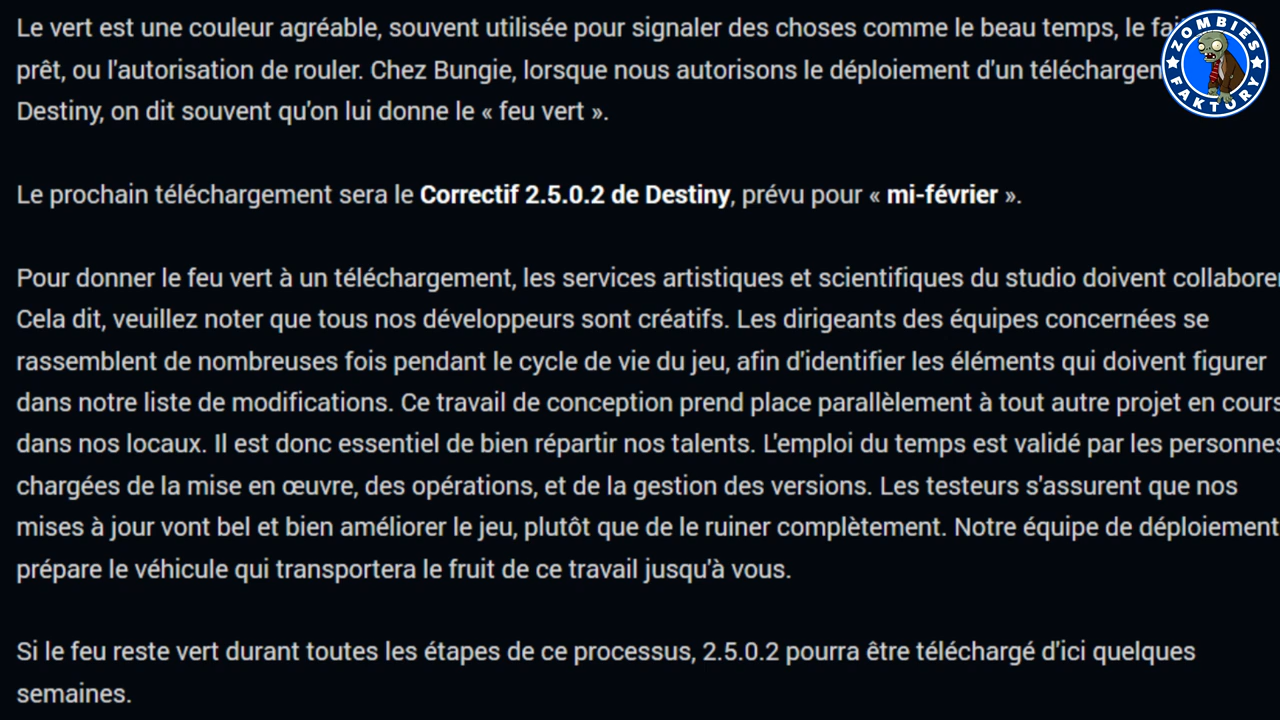 Le vert est une couleur agréable, souvent utilisée pour signaler des choses comme le beau temps, le
prêt, ou l'autorisation de rouler. Chez Bungie, lorsque nous autorisons le déploiement d'un
Destiny, on dit souvent qu'on lui donne le « feu vert ».
Le prochain téléchargement sera le Correctif 2.5.0.2 de Destiny, prévu pour « mi-février ».
Pour donner le feu vert à un téléchargement, les services artistiques et scientifiques du studio doivent collaborer
Cela dit, veuillez noter que tous nos développeurs sont créatifs. Les dirigeants des équipes concernées se
rassemblent de nombreuses fois pendant le cycle de vie du jeu, afin d'identifier les éléments qui doivent figurer
dans notre liste de modifications. Ce travail de conception prend place parallèlement à tout autre projet en cours
dans nos locaux. Il est donc essentiel de bien répartir nos talents. L'emploi du temps est validé par les personnes
chargées de la mise en œuvre, des opérations, et de la gestion des versions. Les testeurs s'assurent que nos
mises à jour vont bel et bien améliorer le jeu, plutôt que de le ruiner complètement. Notre équipe de déploiement
prépare le véhicule qui transportera le fruit de ce travail jusqu'à vous.
Si le feu reste vert durant toutes les étapes de ce processus, 2.5.0.2 pourra être téléchargé d'ici quelques
semaines.
ZOMBIES
FAKTORY